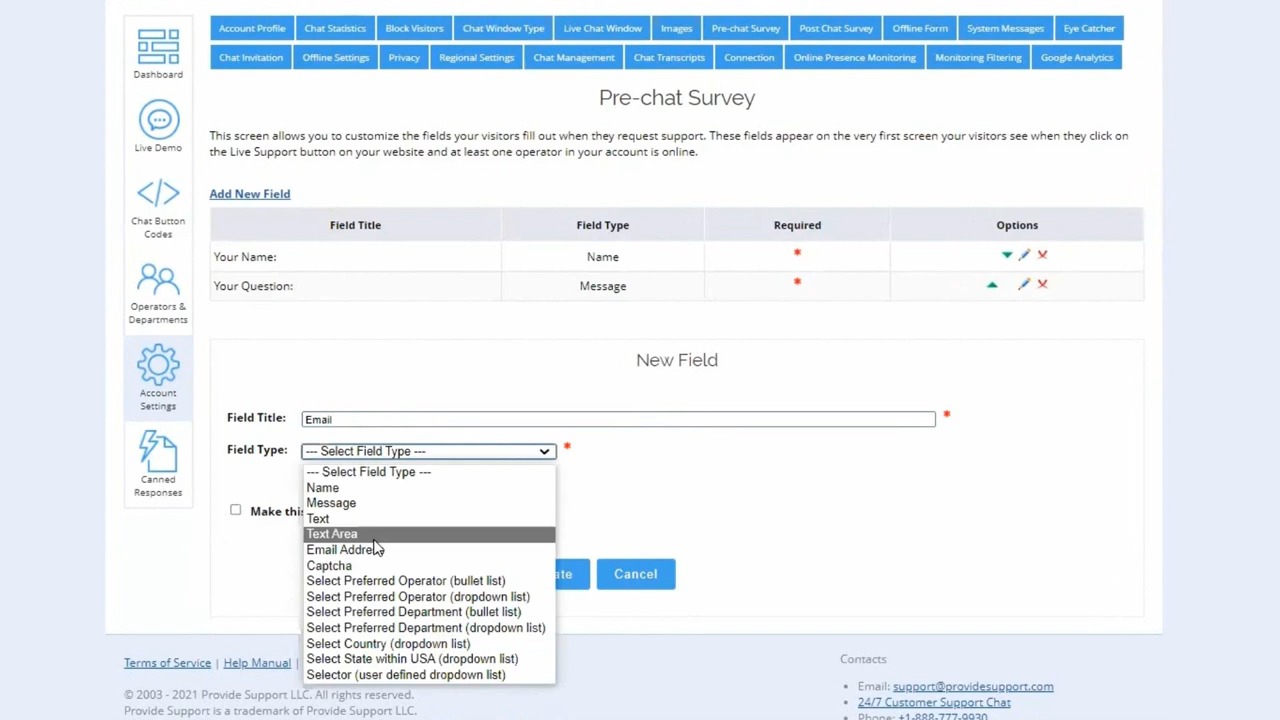 Account Profile Chat Statistics Block Visitors Chat Window Type Live Chat Window Images Pre-chat Survey Post Chat Survey Offline Form System Messages Eye Catcher
Chat Invitation Offline Settings Privacy Regional Settings Chat Management Chat Transcripts Connection Online Presence Monitoring Monitoring Filtering Google Analytics
Dashboard
Live Demo
Chat Button
Codes
Operators &
Departments
Account
Settings
Canned
Responses
Pre-chat Survey
This screen allows you to customize the fields your visitors fill out when they request support. These fields appear on the very first screen your visitors see when they click on
the Live Support button on your website and at least one operator in your account is online.
Add New Field
Field Title Field Type Required Options
Your Name: Name *
Your Question: Message *
New Field
Field Title: Email *
Field Type: --- Select Field Type --- *
--- Select Field Type ---
Name
Message
Text
Text Area
Email Address
Captcha
Select Preferred Operator (bullet list)
Select Preferred Operator (dropdown list)
Select Preferred Department (bullet list)
Select Preferred Department (dropdown list)
Select Country (dropdown list)
Select State within USA (dropdown list)
Selector (user defined dropdown list)
Make this
Cancel
Terms of Service | Help Manual |
© 2003 - 2021 Provide Support LLC. All rights reserved.
Provide Support is a trademark of Provide Support LLC.
Contacts
Email: support@providesupport.com
24/7 Customer Support Chat
Phone: +1-888-777-9930